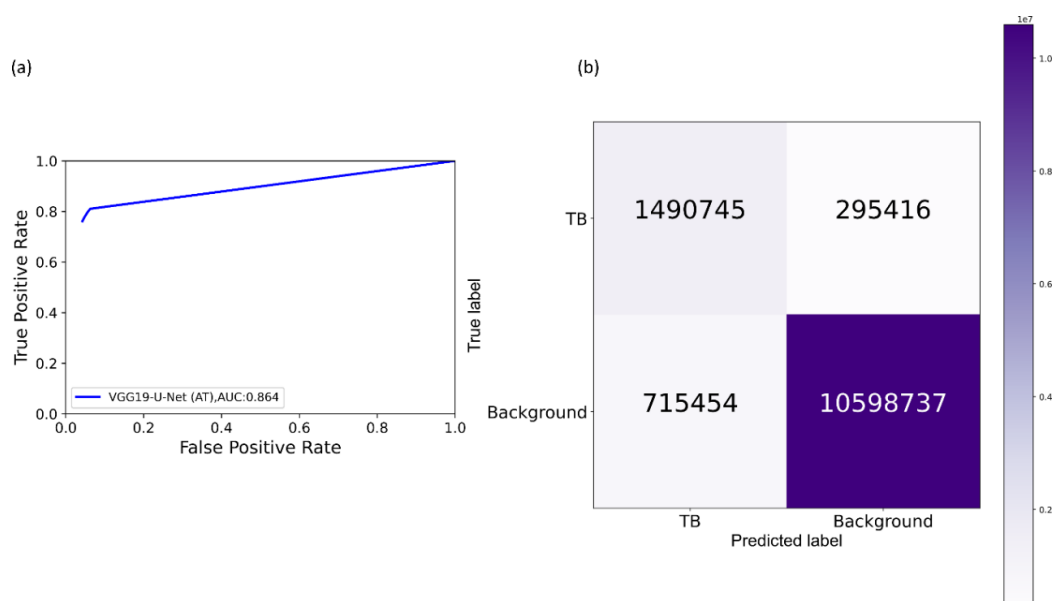 (a)
True Positive Rate
1.0
0.8
0.6
0.4
0.2
0.0
VGG19-U-Net (AT),AUC:0.864
0.0 0.2 0.4 0.6 0.8 1.0
False Positive Rate
(b)
True label
TB
1490745 295416
Background
715454 10598737
TB Background
Predicted label
1e7
1.0
0.8
0.6
0.4
0.2